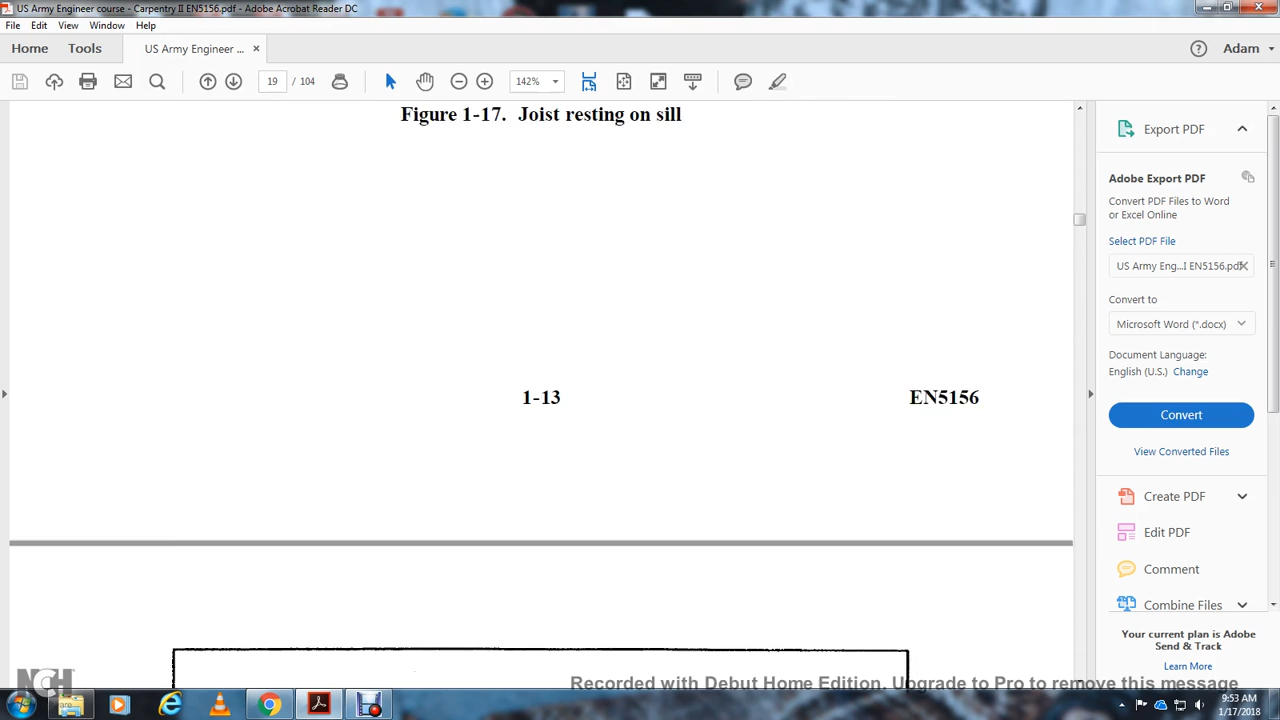 US Army Engineer course - Carpentry II EN5156.pdf - Adobe Acrobat Reader DC
File Edit View Window Help
Home Tools US Army Engineer ... × Adam
19 / 104 142%
Figure 1-17. Joist resting on sill
1-13 EN5156
Export PDF
Adobe Export PDF
Convert PDF Files to Word
or Excel Online
Select PDF File
US Army Eng...I EN5156.pdf
Convert to
Microsoft Word (*.docx)
Document Language:
English (U.S.) Change
Convert
View Converted Files
Create PDF
Edit PDF
Comment
Combine Files
Your current plan is Adobe
Send & Track
Learn More
NCH
Recorded with Debut Home Edition. Upgrade to Pro to remove this message
9:53 AM
1/17/2018